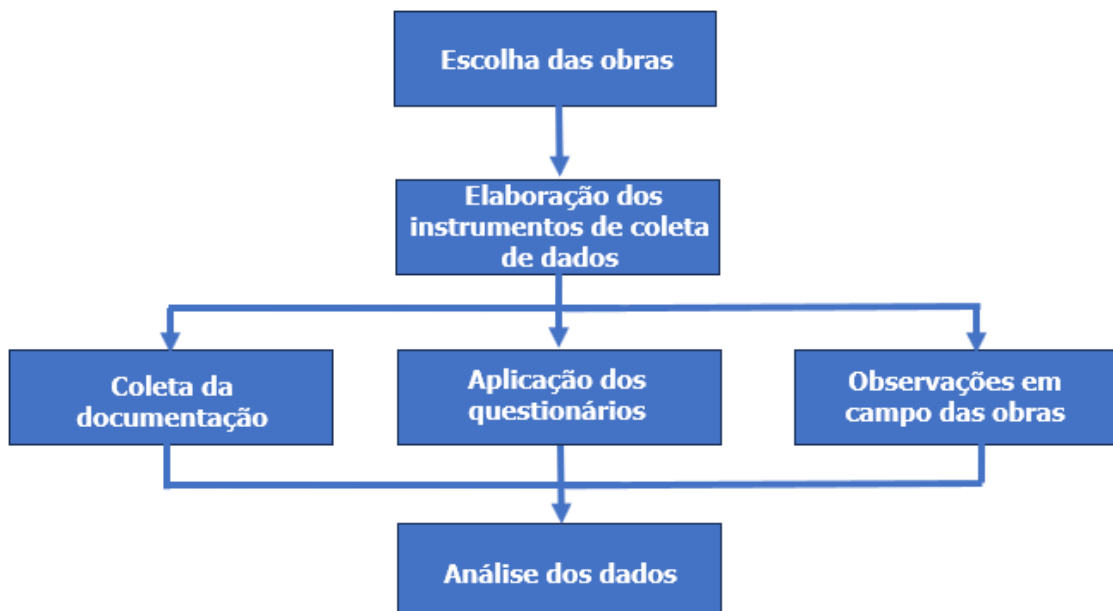 Escolha das obras
Elaboração dos
instrumentos de coleta
de dados
Coleta da
documentação
Aplicação dos
questionários
Observações em
campo das obras
Análise dos dados